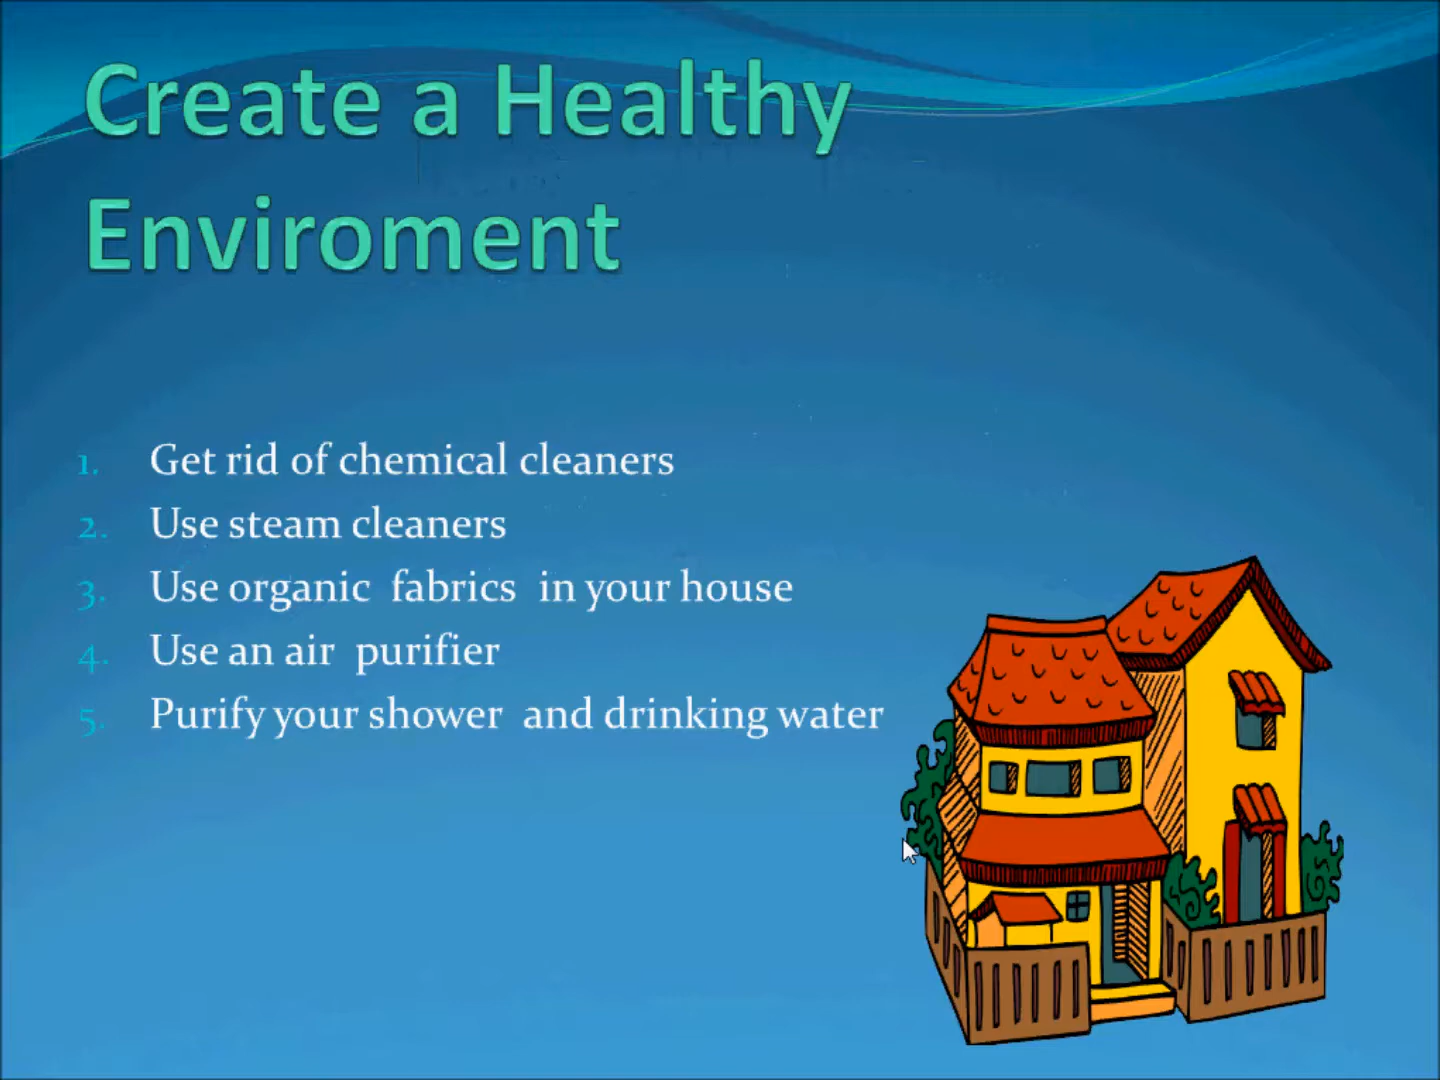 Create a Healthy
Enviroment
1. Get rid of chemical cleaners
2. Use steam cleaners
3. Use organic fabrics in your house
4. Use an air purifier
5. Purify your shower and drinking water